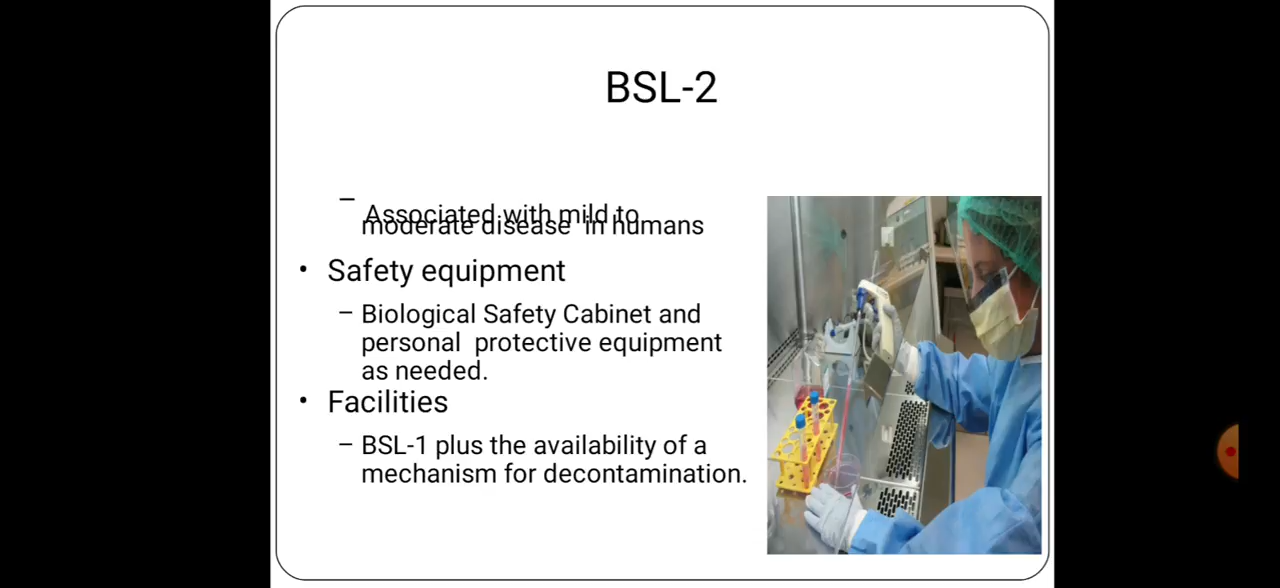 BSL-2
– Associated with mild to
moderate disease in humans
• Safety equipment
– Biological Safety Cabinet and
personal protective equipment
as needed.
• Facilities
– BSL-1 plus the availability of a
mechanism for decontamination.